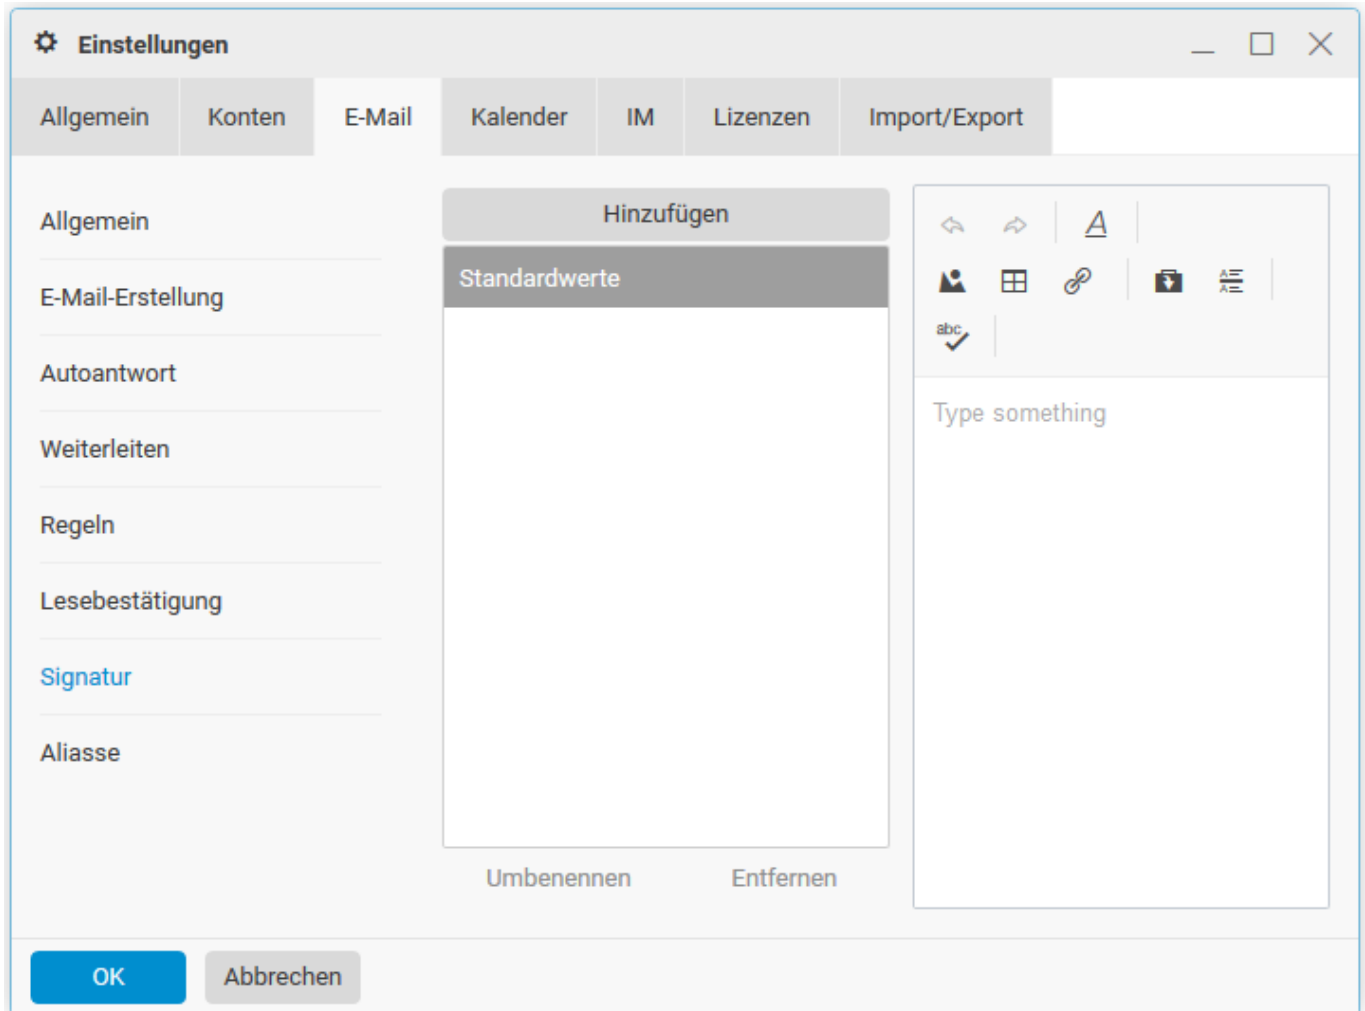 Einstellungen
Allgemein Konten E-Mail Kalender IM Lizenzen Import/Export
Allgemein
E-Mail-Erstellung
Autoantwort
Weiterleiten
Regeln
Lesebestätigung
Signatur
Aliasse
Hinzufügen
Standardwerte
Umbenennen Entfernen
A
abc
Type something
OK Abbrechen